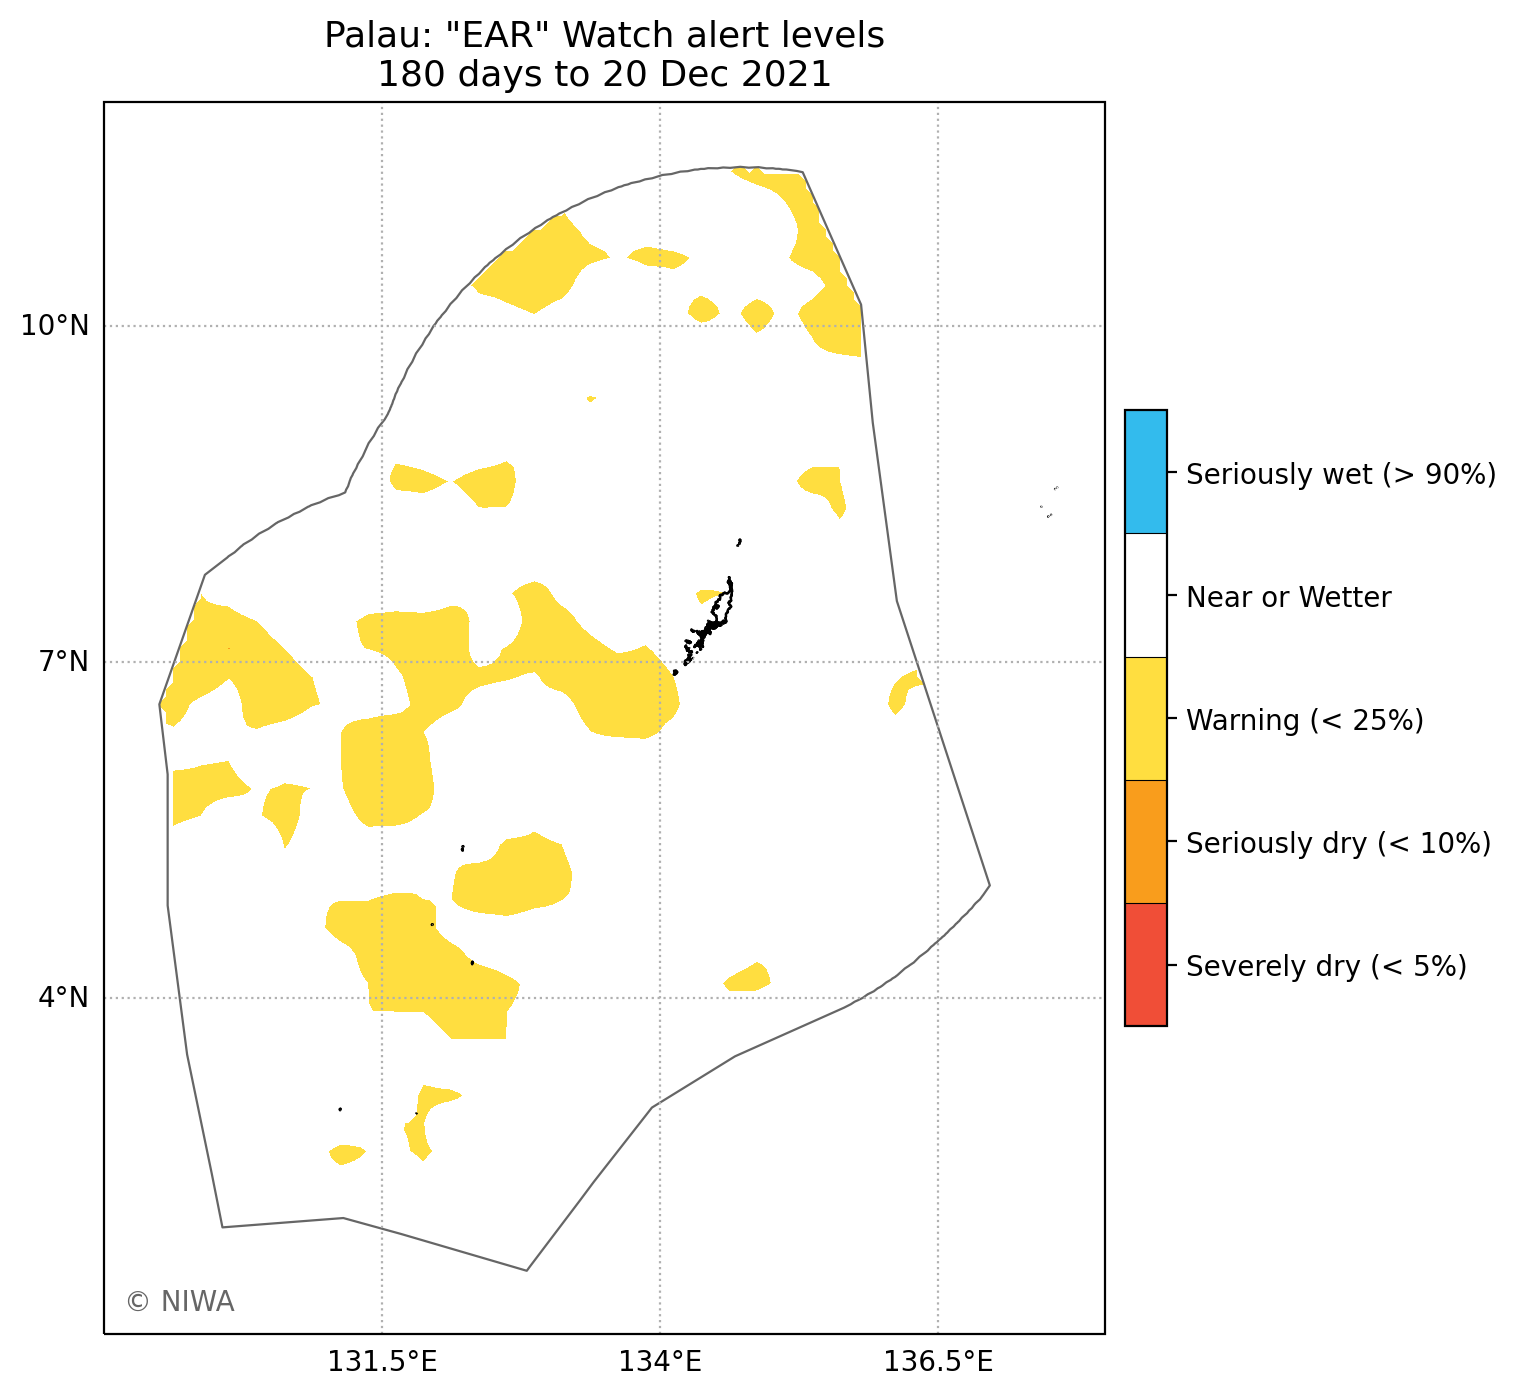 Palau: "EAR" Watch alert levels
180 days to 20 Dec 2021
10°N
7°N
4°N
131.5°E
134°E
136.5°E
Seriously wet (> 90%)
Near or Wetter
Warning (< 25%)
Seriously dry (< 10%)
Severely dry (< 5%)
© NIWA